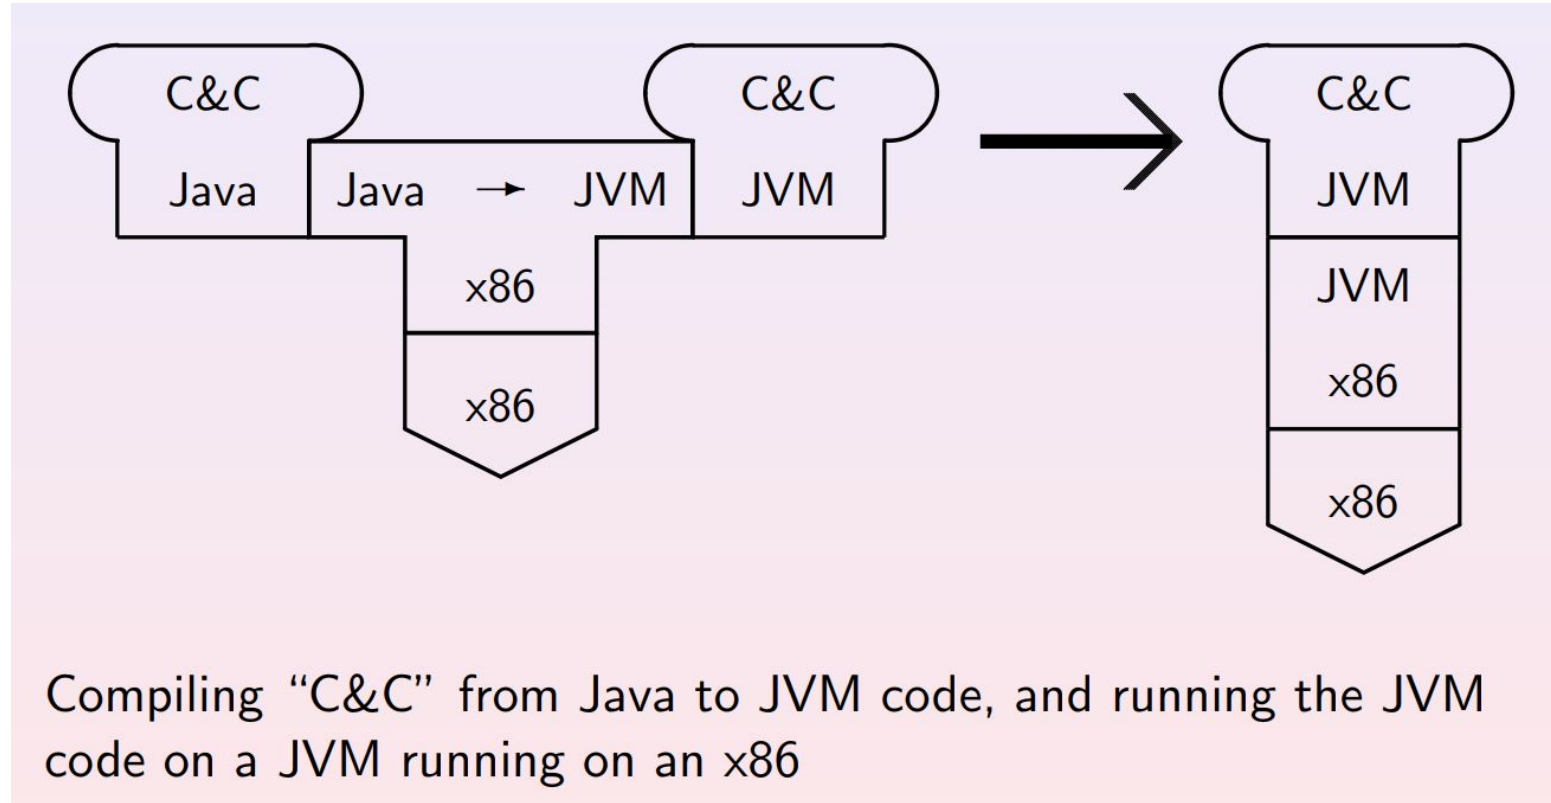 C&C C&C C&C
Java Java → JVM JVM JVM
x86 JVM
x86 x86
x86
Compiling “C&C” from Java to JVM code, and running the JVM
code on a JVM running on an x86